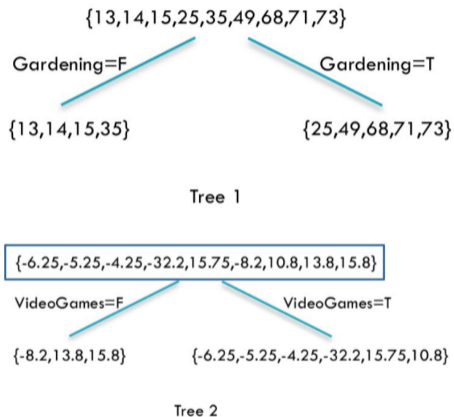 {13,14,15,25,35,49,68,71,73}
Gardening=F Gardening=T
{13,14,15,35} {25,49,68,71,73}
Tree 1
{-6.25,-5.25,-4.25,-32.2,15.75,-8.2,10.8,13.8,15.8}
VideoGames=F VideoGames=T
{-8.2,13.8,15.8} {-6.25,-5.25,-4.25,-32.2,15.75,10.8}
Tree 2